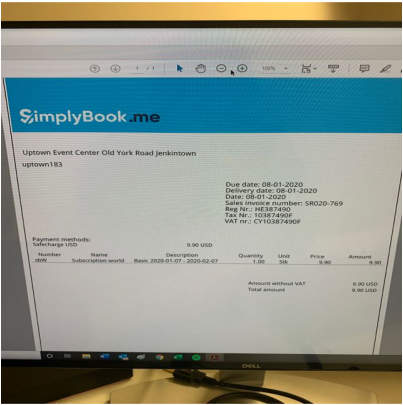 1 / 1
100%
SimplyBook.me
Uptown Event Center Old York Road Jenkintown
uptown183
Due date: 08-01-2020
Delivery date: 08-01-2020
Date: 08-01-2020
Sales invoice number: SR020-769
Reg Nr.: HE387490
Tax Nr.: 10387490F
VAT nr.: CY10387490F
Payment methods:
Safecharge USD 9.90 USD
Number Name Description Quantity Unit Price Amount
sbW Subscription world Basic 2020-01-07 - 2020-02-07 1.00 Stk 9.90 9.90
Amount without VAT 9.90 USD
Total amount 9.90 USD
DELL